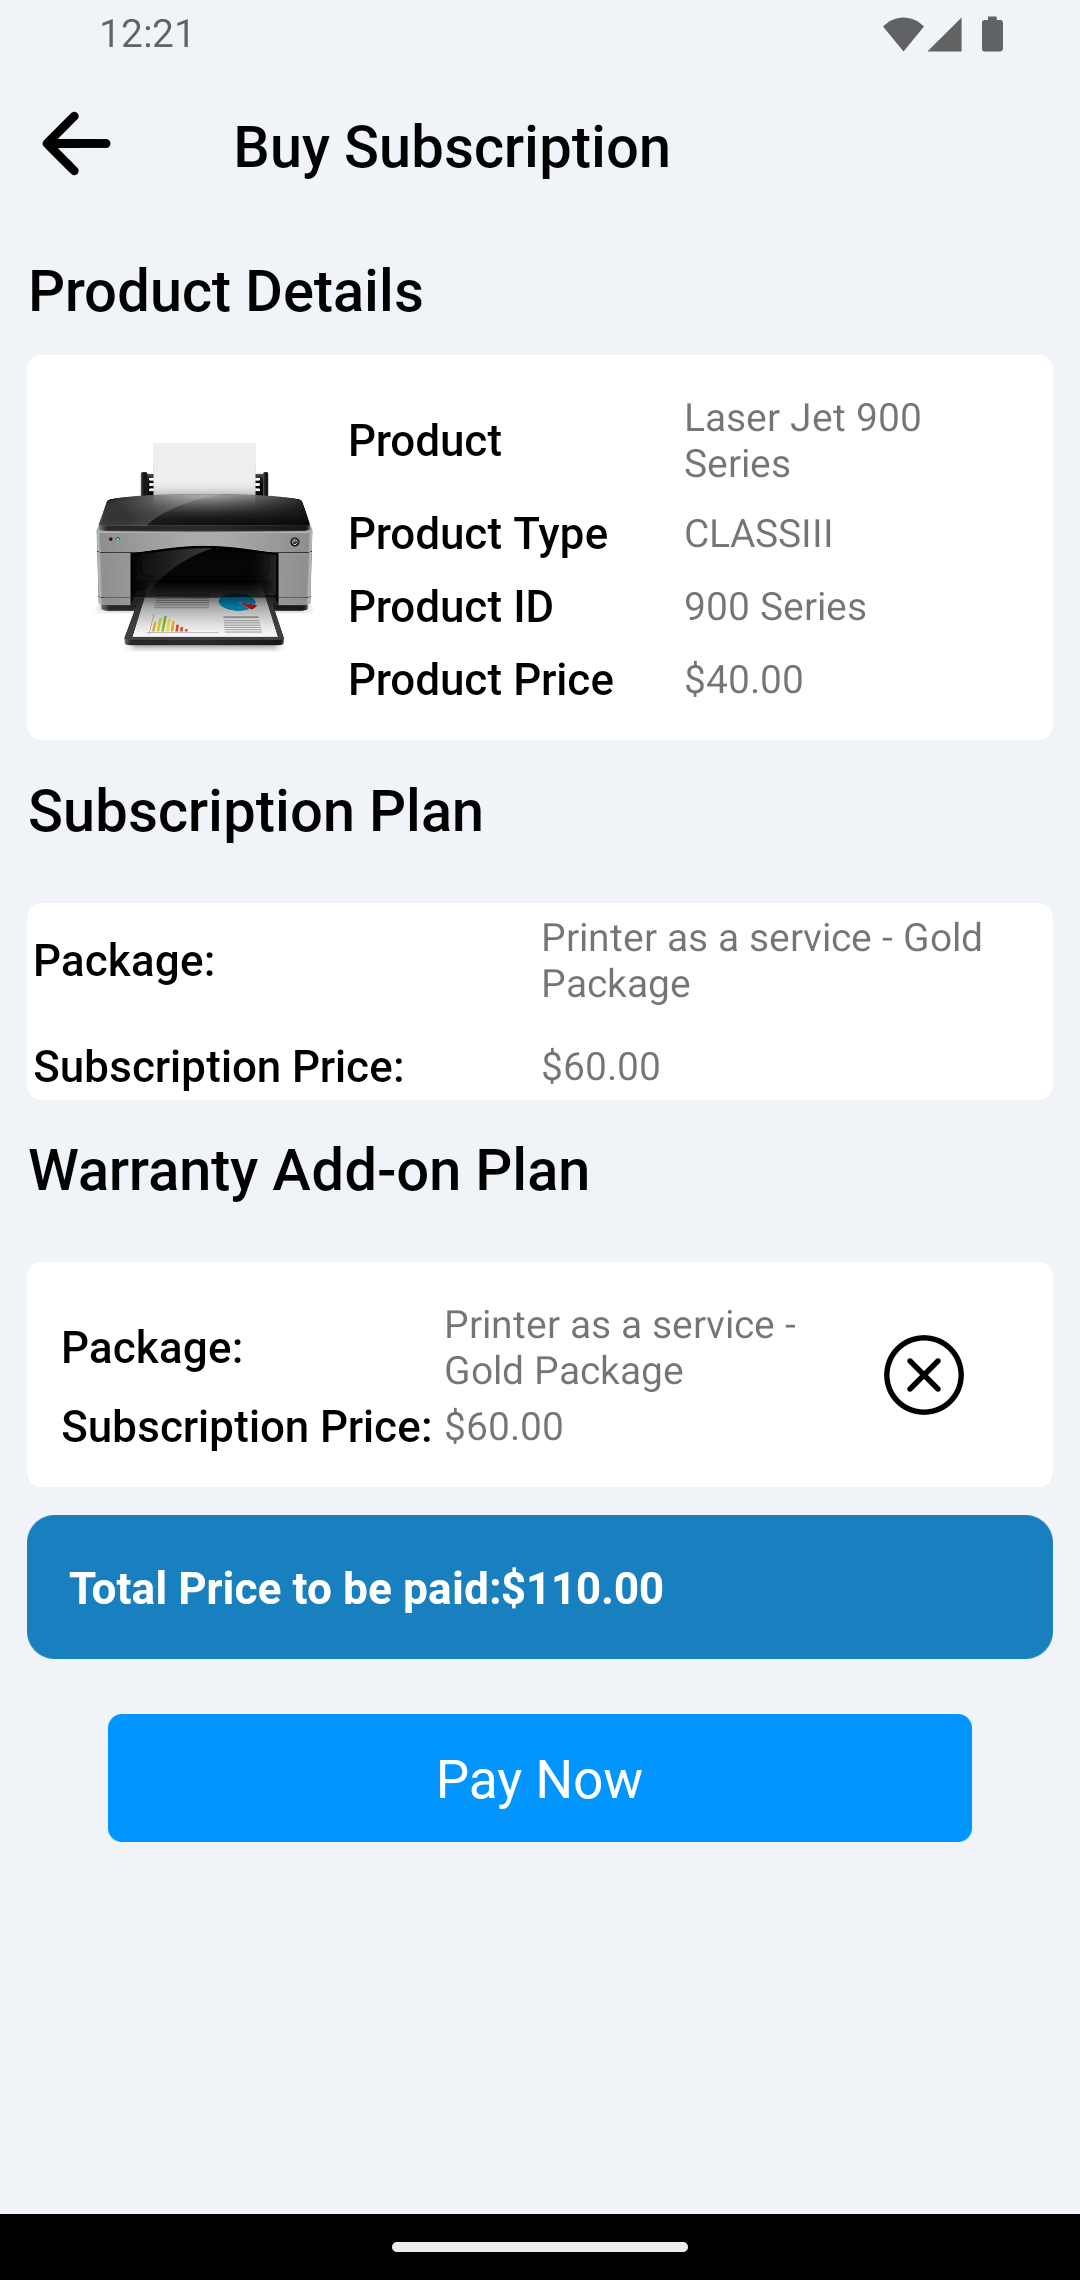 12:21
Buy Subscription
Product Details
Product
Laser Jet 900
Series
Product Type
CLASSIII
Product ID
900 Series
Product Price
$40.00
Subscription Plan
Package:
Printer as a service - Gold
Package
Subscription Price:
$60.00
Warranty Add-on Plan
Package:
Printer as a service -
Gold Package
Subscription Price:
$60.00
Total Price to be paid:$110.00
Pay Now